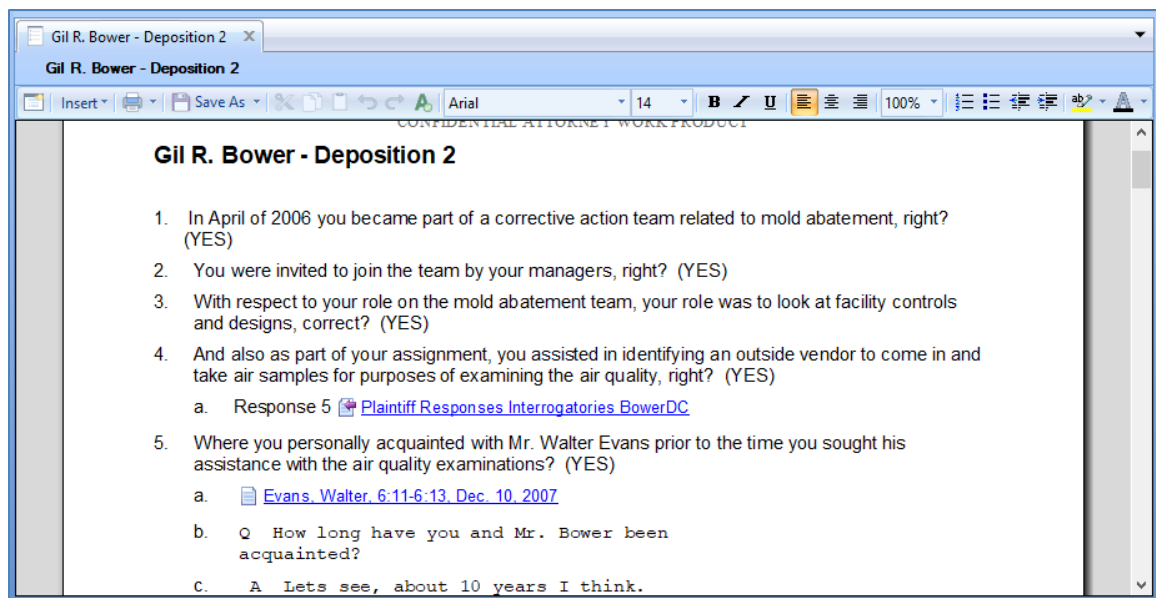 Gil R. Bower - Deposition 2
Gil R. Bower - Deposition 2
Insert Save As Arial 14 B I U 100% ab A
CONFIDENTIAL ATTORNEY WORK PRODUCT
Gil R. Bower - Deposition 2
1. In April of 2006 you became part of a corrective action team related to mold abatement, right?
(YES)
2. You were invited to join the team by your managers, right? (YES)
3. With respect to your role on the mold abatement team, your role was to look at facility controls
and designs, correct? (YES)
4. And also as part of your assignment, you assisted in identifying an outside vendor to come in and
take air samples for purposes of examining the air quality, right? (YES)
a. Response 5 Plaintiff Responses Interrogatories BowerDC
5. Where you personally acquainted with Mr. Walter Evans prior to the time you sought his
assistance with the air quality examinations? (YES)
a. Evans, Walter, 6:11-6:13, Dec. 10, 2007
b. Q How long have you and Mr. Bower been
acquainted?
c. A Lets see, about 10 years I think.